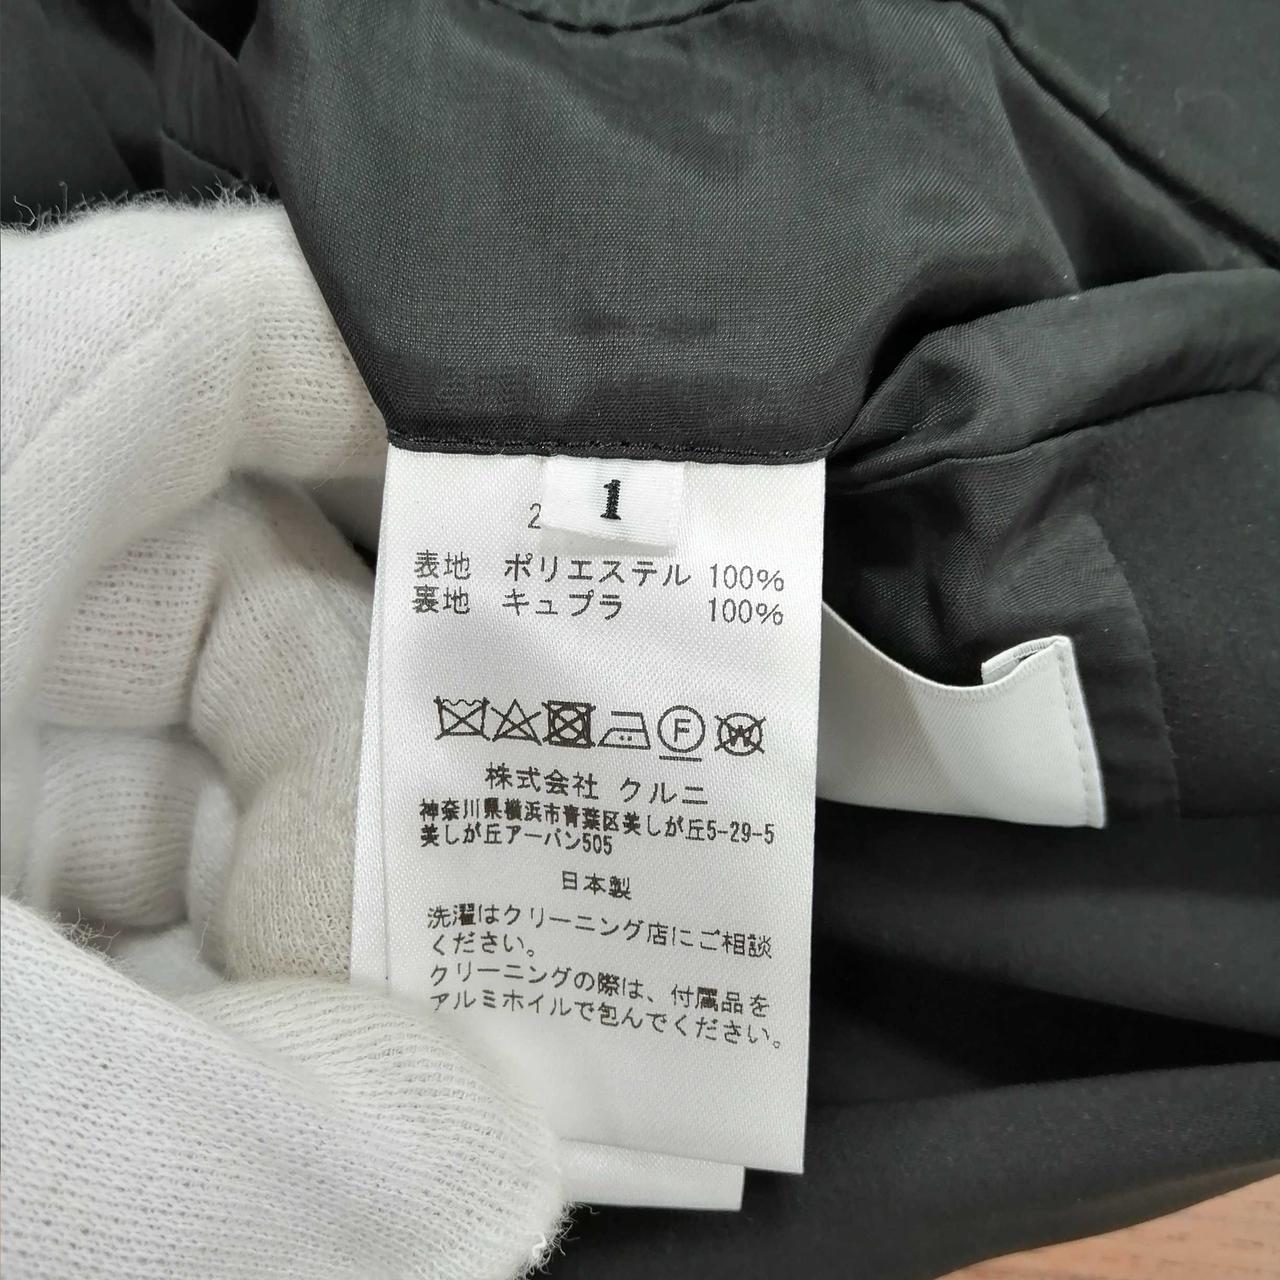 1
2
表地 ポリエステル 100%
裏地 キュプラ 100%
F
W
株式会社 クルニ
神奈川県横浜市青葉区美しが丘5-29-5
美しが丘アーバン505
日本製
洗濯はクリーニング店にご相談
ください。
クリーニングの際は、付属品を
アルミホイルで包んでください。